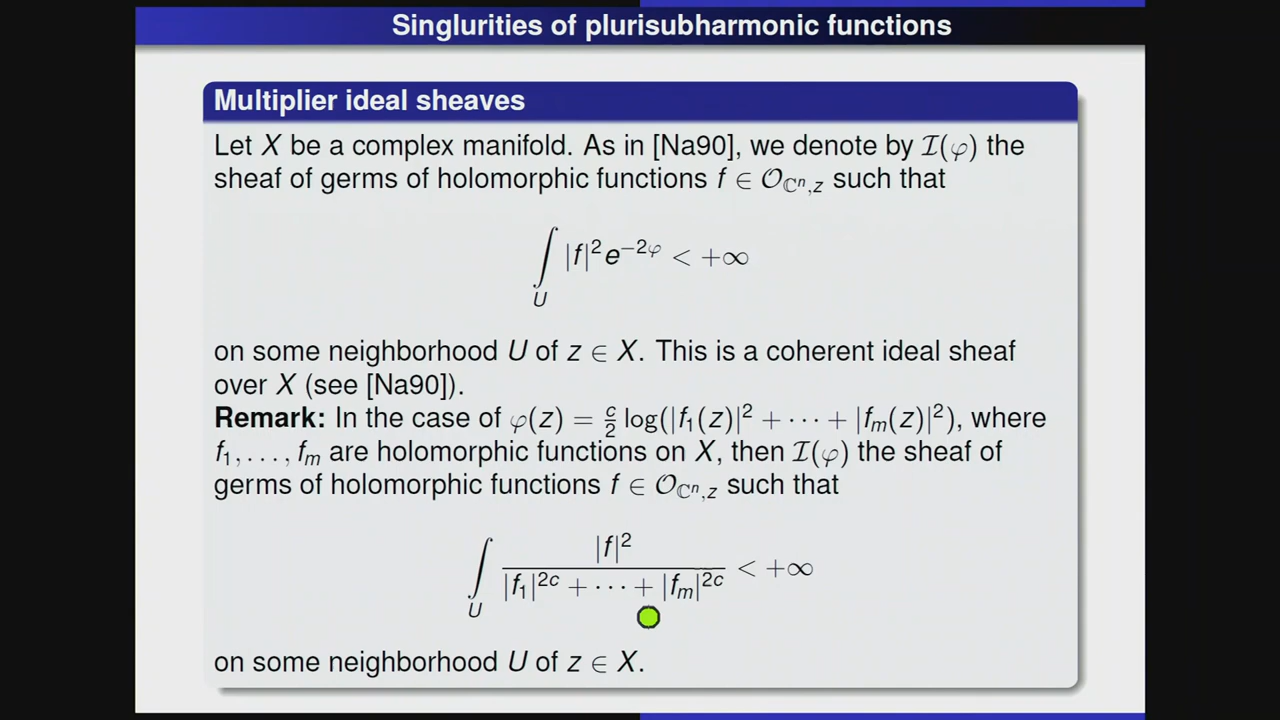 Singlurities of plurisubharmonic functions
Multiplier ideal sheaves
Let X be a complex manifold. As in [Na90], we denote by ℐ(φ) the
sheaf of germs of holomorphic functions f ∈ 𝒪_{ℂⁿ,z} such that
∫_U |f|² e^{−2φ} < +∞
on some neighborhood U of z ∈ X. This is a coherent ideal sheaf
over X (see [Na90]).
Remark: In the case of φ(z) = c/2 log(|f₁(z)|² + ⋯ + |fₘ(z)|²), where
f₁, …, fₘ are holomorphic functions on X, then ℐ(φ) the sheaf of
germs of holomorphic functions f ∈ 𝒪_{ℂⁿ,z} such that
∫_U |f|² / (|f₁|^{2c} + ⋯ + |fₘ|^{2c}) < +∞
on some neighborhood U of z ∈ X.